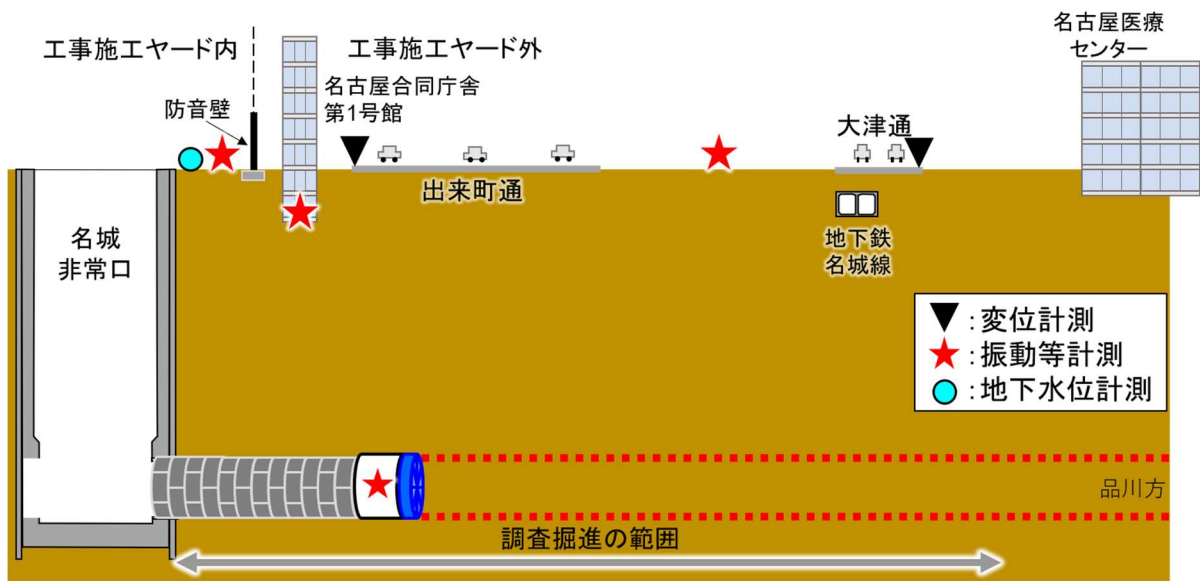 工事施工ヤード内
工事施工ヤード外
名古屋医療
センター
防音壁
名古屋合同庁舎
第1号館
大津通
出来町通
名城
非常口
地下鉄
名城線
:変位計測
:振動等計測
:地下水位計測
品川方
調査掘進の範囲